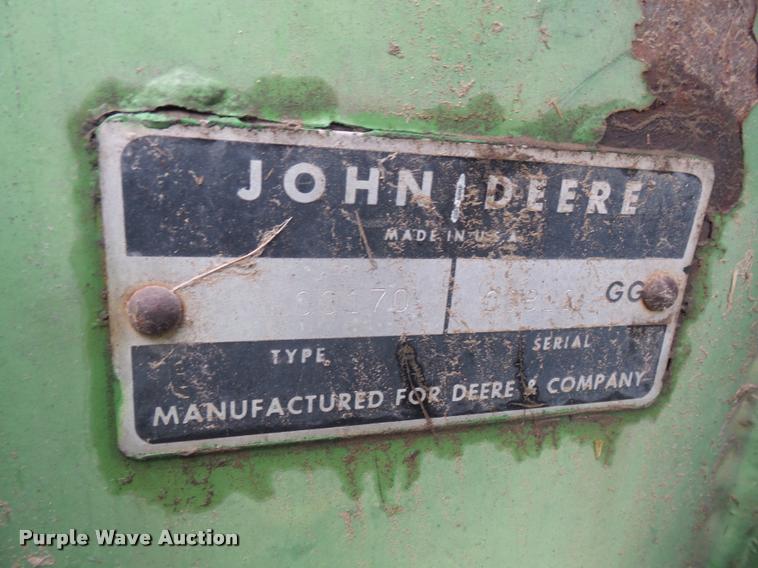 JOHN DEERE
MADE IN U.S.A.
GG
TYPE SERIAL
MANUFACTURED FOR DEERE & COMPANY
Purple Wave Auction